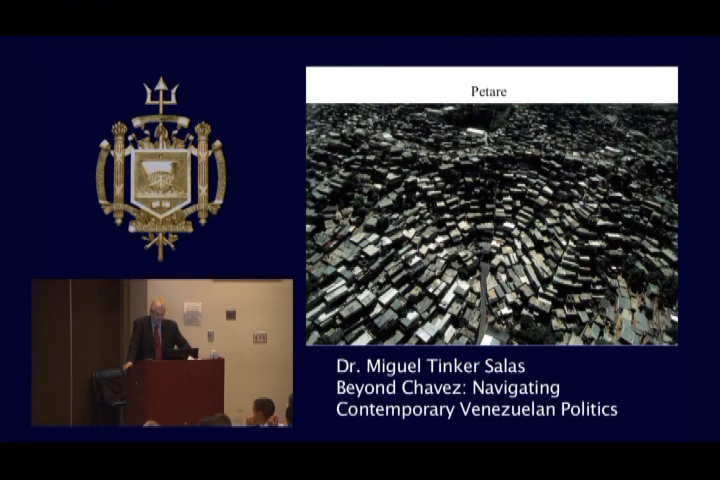 Petare
Dr. Miguel Tinker Salas
Beyond Chavez: Navigating
Contemporary Venezuelan Politics